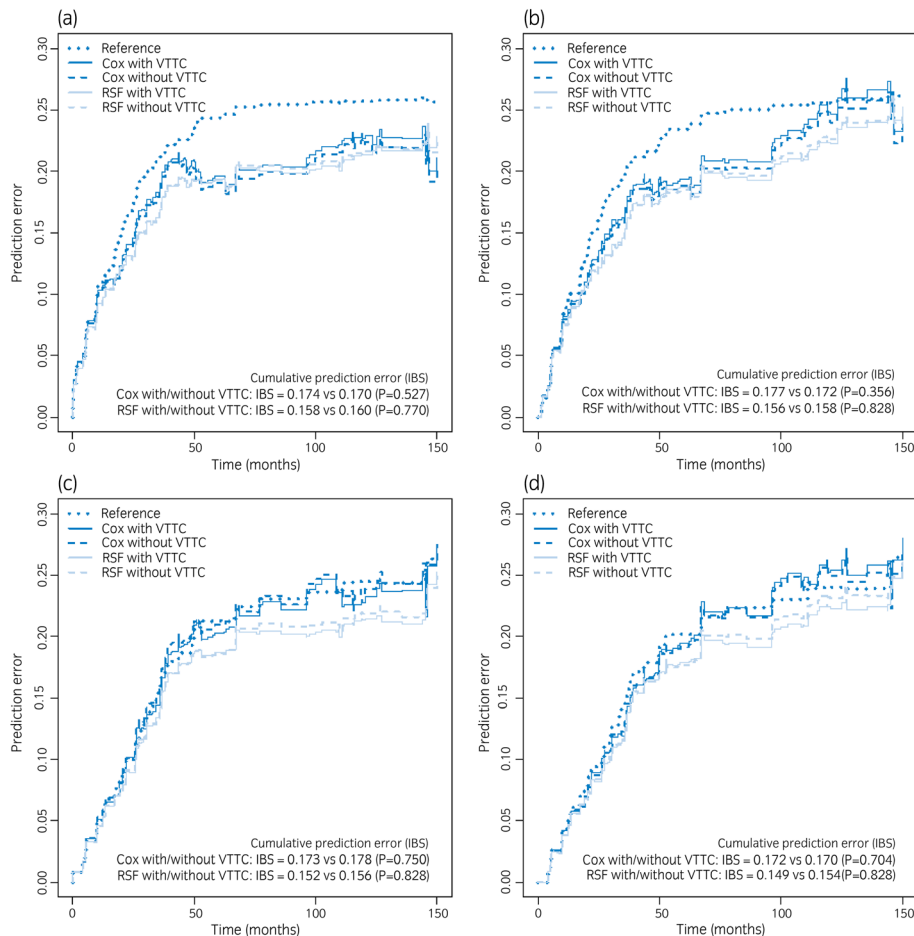 (a)
Prediction error
0.30
0.25
0.20
0.15
0.10
0.05
0.00
Reference
Cox with VTTC
Cox without VTTC
RSF with VTTC
RSF without VTTC
Cumulative prediction error (IBS)
Cox with/without VTTC: IBS = 0.174 vs 0.170 (P=0.527)
RSF with/without VTTC: IBS = 0.158 vs 0.160 (P=0.770)
0 50 100 150
Time (months)
(b)
Prediction error
0.30
0.25
0.20
0.15
0.10
0.05
0.00
Reference
Cox with VTTC
Cox without VTTC
RSF with VTTC
RSF without VTTC
Cumulative prediction error (IBS)
Cox with/without VTTC: IBS = 0.177 vs 0.172 (P=0.356)
RSF with/without VTTC: IBS = 0.156 vs 0.158 (P=0.828)
0 50 100 150
Time (months)
(c)
Prediction error
0.30
0.25
0.20
0.15
0.10
0.05
0.00
Reference
Cox with VTTC
Cox without VTTC
RSF with VTTC
RSF without VTTC
Cumulative prediction error (IBS)
Cox with/without VTTC: IBS = 0.173 vs 0.178 (P=0.750)
RSF with/without VTTC: IBS = 0.152 vs 0.156 (P=0.828)
0 50 100 150
Time (months)
(d)
Prediction error
0.30
0.25
0.20
0.15
0.10
0.05
0.00
Reference
Cox with VTTC
Cox without VTTC
RSF with VTTC
RSF without VTTC
Cumulative prediction error (IBS)
Cox with/without VTTC: IBS = 0.172 vs 0.170 (P=0.704)
RSF with/without VTTC: IBS = 0.149 vs 0.154(P=0.828)
0 50 100 150
Time (months)